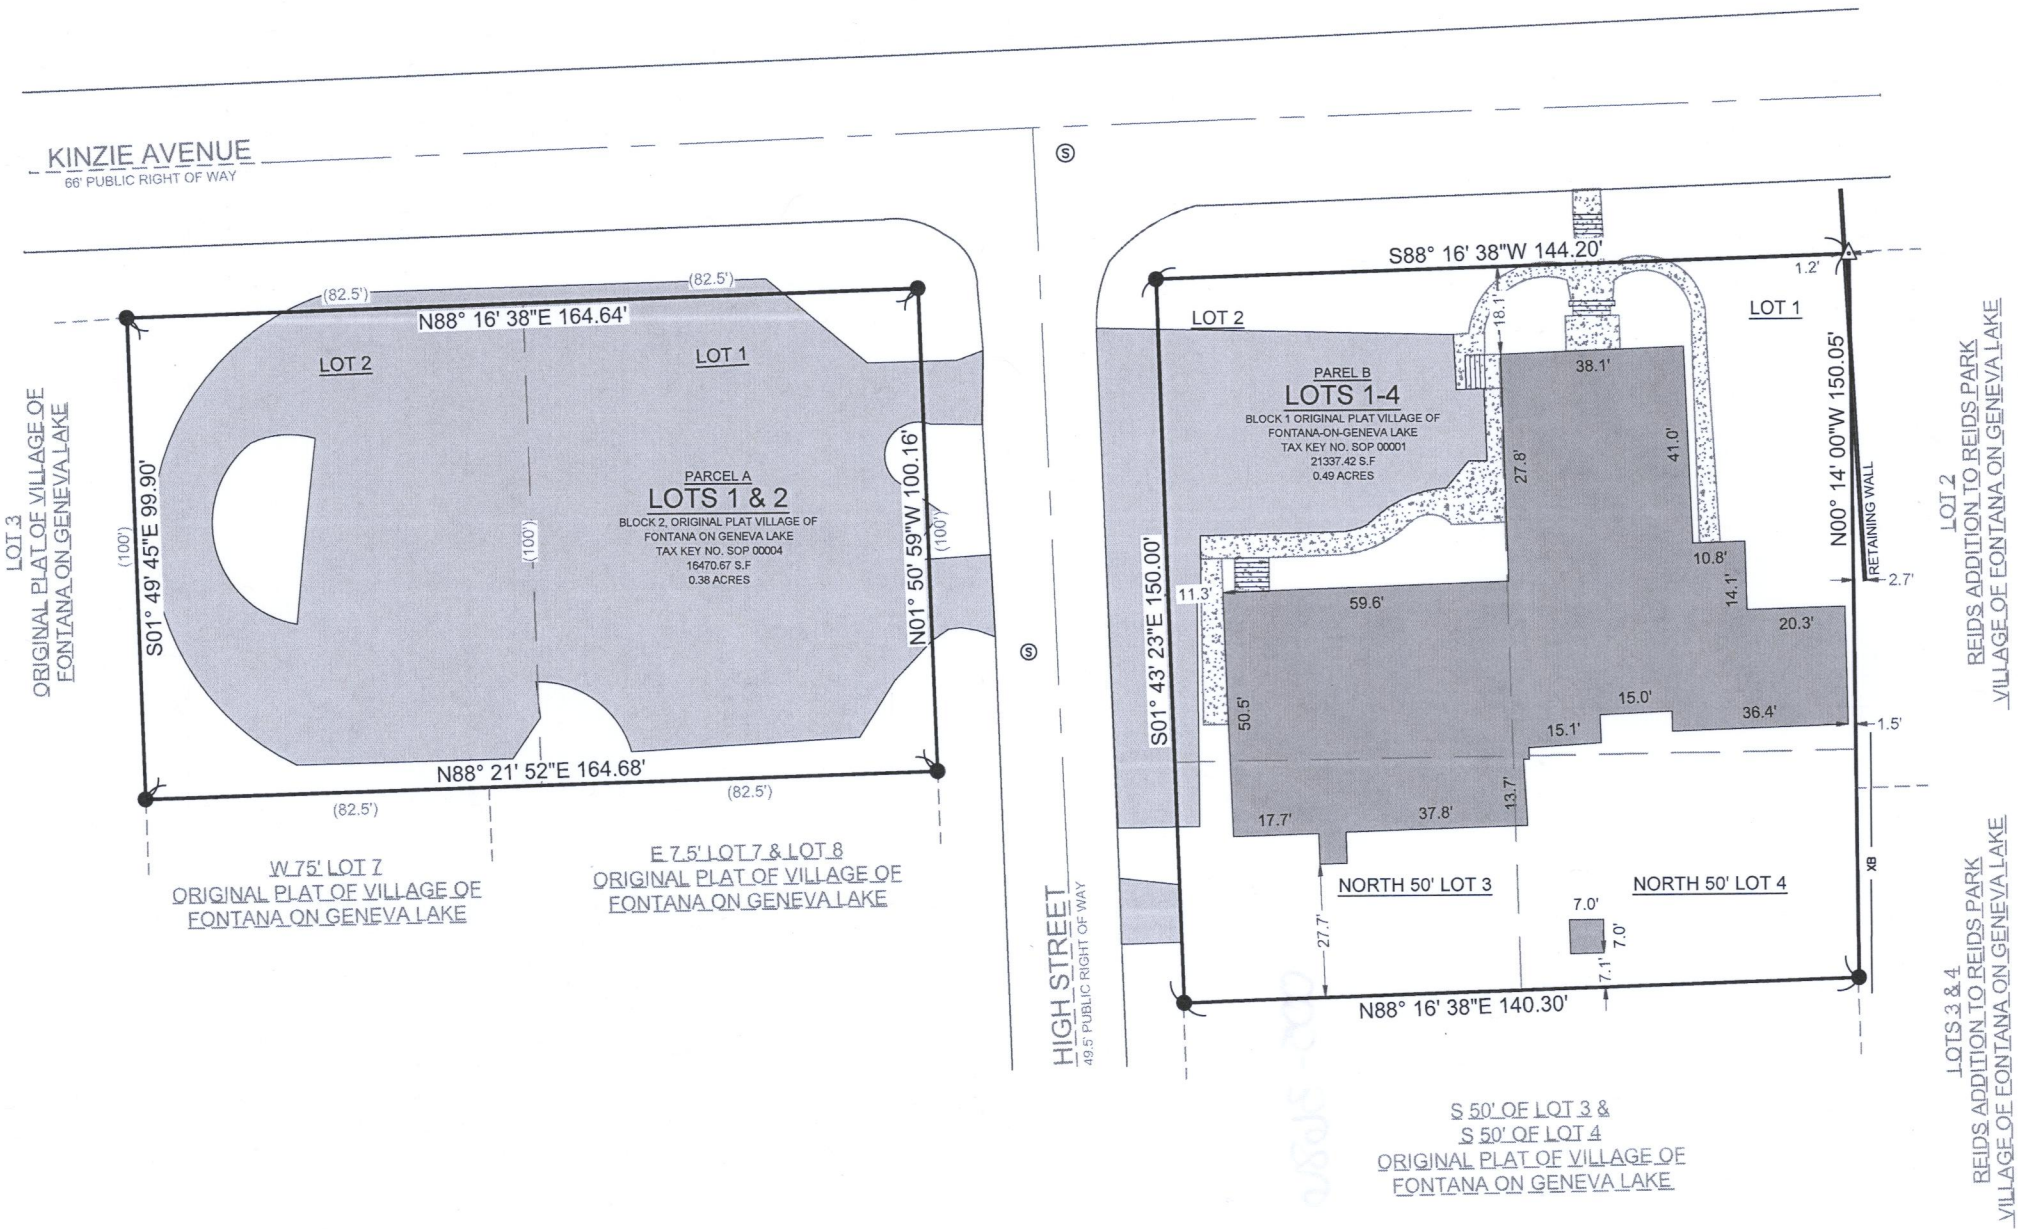 KINZIE AVENUE
66' PUBLIC RIGHT OF WAY
S
(82.5')
(82.5')
N88° 16' 38"E 164.64'
LOT 2
LOT 1
S01° 49' 45"E 99.90'
(100')
(100')
N01° 50' 59"W 100.16'
(100')
PARCEL A
LOTS 1 & 2
BLOCK 2, ORIGINAL PLAT VILLAGE OF
FONTANA ON GENEVA LAKE
TAX KEY NO. SOP 00004
16470.67 S.F
0.38 ACRES
N88° 21' 52"E 164.68'
(82.5')
(82.5')
LOT 3
ORIGINAL PLAT OF VILLAGE OF
FONTANA ON GENEVA LAKE
W 75' LOT 7
ORIGINAL PLAT OF VILLAGE OF
FONTANA ON GENEVA LAKE
E 7.5' LOT 7 & LOT 8
ORIGINAL PLAT OF VILLAGE OF
FONTANA ON GENEVA LAKE
S
HIGH STREET
49.5' PUBLIC RIGHT OF WAY
S88° 16' 38"W 144.20'
1.2'
LOT 2
LOT 1
18.1'
38.1'
PAREL B
LOTS 1-4
BLOCK 1 ORIGINAL PLAT VILLAGE OF
FONTANA-ON-GENEVA LAKE
TAX KEY NO. SOP 00001
21337.42 S.F
0.49 ACRES
27.8'
41.0'
N00° 14' 00"W 150.05'
RETAINING WALL
S01° 43' 23"E 150.00'
11.3'
59.6'
10.8'
14.1'
2.7'
20.3'
50.5'
15.0'
15.1'
36.4'
1.5'
17.7'
37.8'
13.7'
NORTH 50' LOT 3
NORTH 50' LOT 4
XB
27.7'
7.0'
7.0'
7.1'
N88° 16' 38"E 140.30'
S 50' OF LOT 3 &
S 50' OF LOT 4
ORIGINAL PLAT OF VILLAGE OF
FONTANA ON GENEVA LAKE
LOT 2
REIDS ADDITION TO REIDS PARK
VILLAGE OF FONTANA ON GENEVA LAKE
LOTS 3 & 4
REIDS ADDITION TO REIDS PARK
VILLAGE OF FONTANA ON GENEVA LAKE